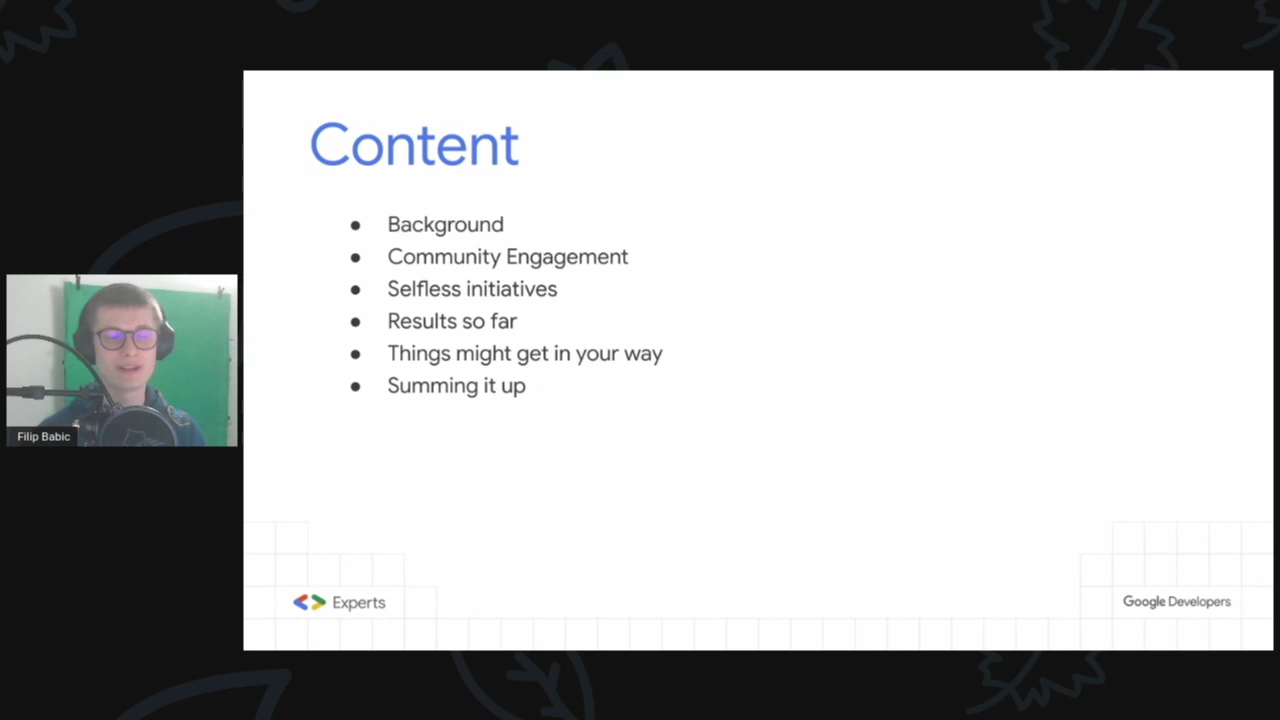 Content
● Background
● Community Engagement
● Selfless initiatives
● Results so far
● Things might get in your way
● Summing it up
Filip Babic
Experts
Google Developers